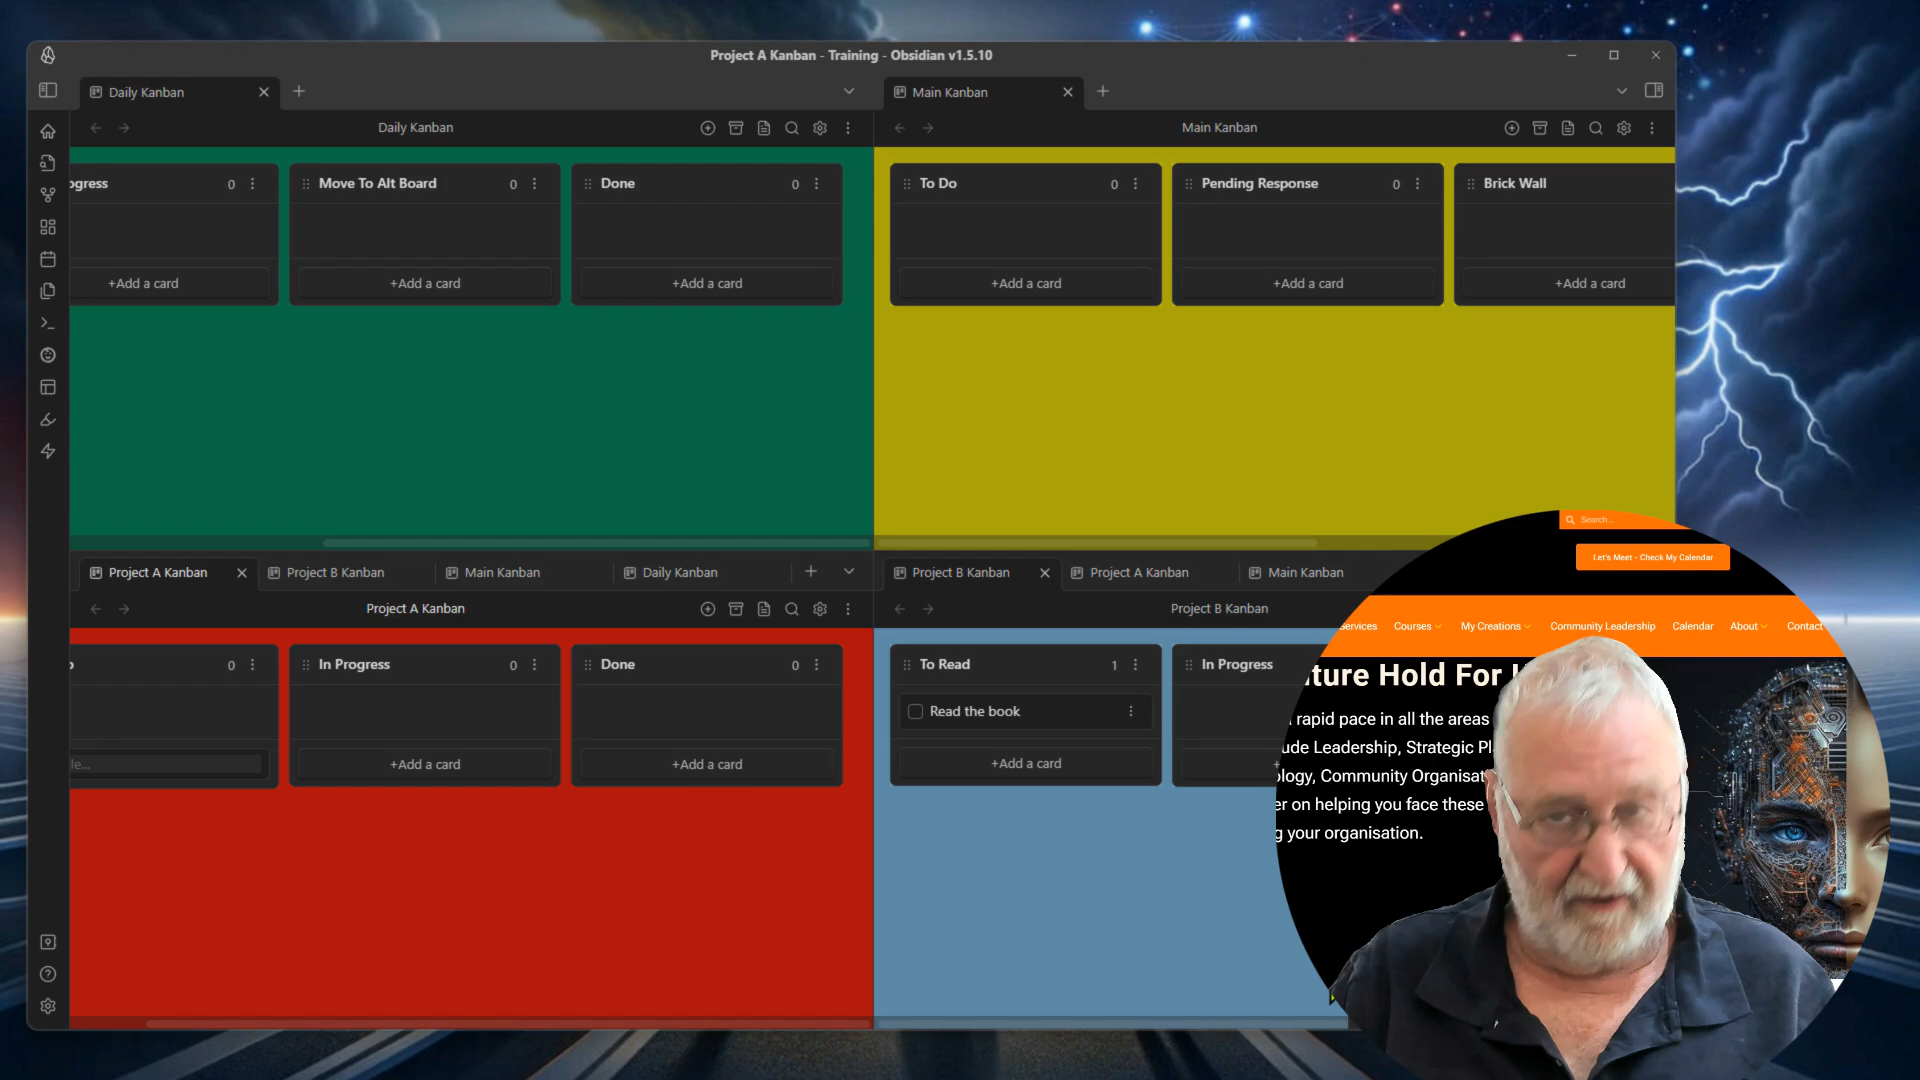 Project A Kanban - Training - Obsidian v1.5.10
Daily Kanban
Main Kanban
Daily Kanban
Main Kanban
ogress 0
Move To Alt Board 0
Done 0
To Do 0
Pending Response 0
Brick Wall
+Add a card
+Add a card
+Add a card
+Add a card
+Add a card
+Add a card
Project A Kanban
Project B Kanban
Main Kanban
Daily Kanban
Project B Kanban
Project A Kanban
Main Kanban
Project A Kanban
Project B Kanban
0
In Progress 0
Done 0
To Read 1
In Progress
Read the book
le...
+Add a card
+Add a card
+Add a card
+
Search...
Let's Meet - Check My Calendar
ervices Courses My Creations Community Leadership Calendar About Contact
ture Hold For
rapid pace in all the areas
ude Leadership, Strategic Pl
ology, Community Organisat
er on helping you face these
g your organisation.